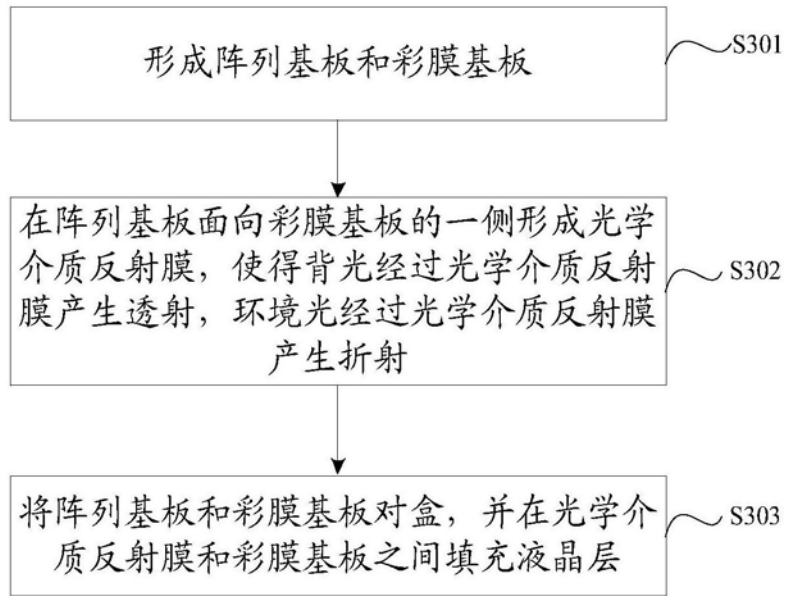 形成阵列基板和彩膜基板
S301
在阵列基板面向彩膜基板的一侧形成光学
介质反射膜，使得背光经过光学介质反射
膜产生透射，环境光经过光学介质反射膜
产生折射
S302
将阵列基板和彩膜基板对盒，并在光学介
质反射膜和彩膜基板之间填充液晶层
S303